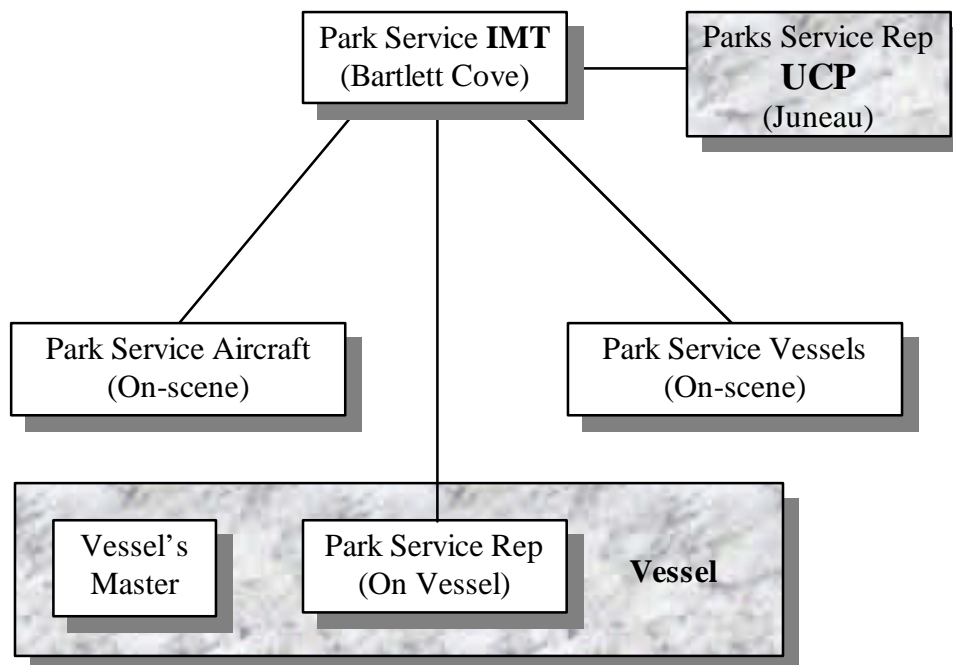 Park Service IMT
(Bartlett Cove)
Parks Service Rep
UCP
(Juneau)
Park Service Aircraft
(On-scene)
Park Service Vessels
(On-scene)
Vessel's
Master
Park Service Rep
(On Vessel)
Vessel